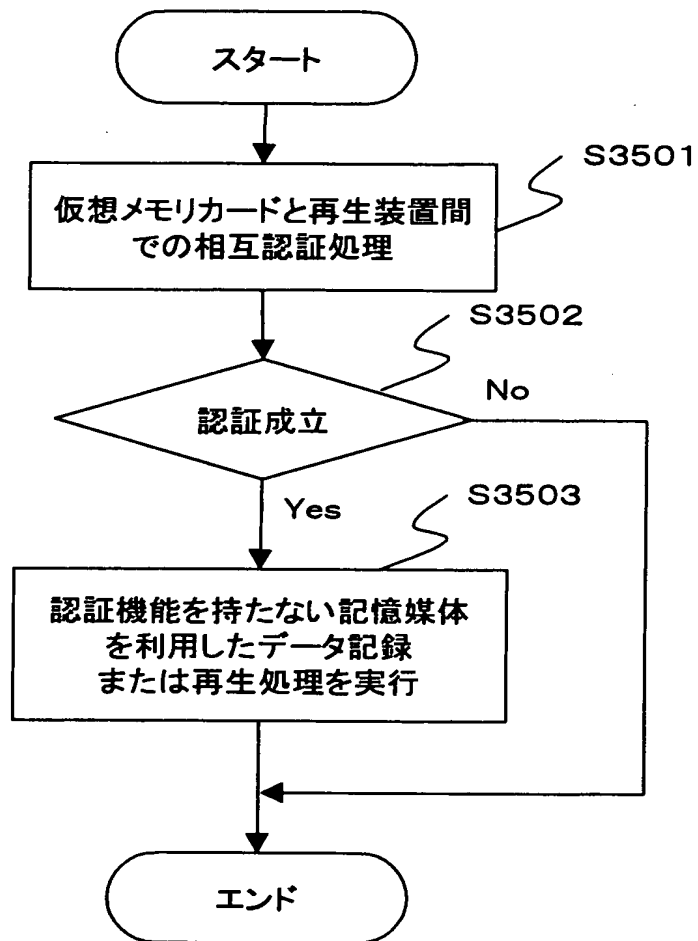 スタート
S3501
仮想メモリカードと再生装置間
での相互認証処理
S3502
認証成立
No
Yes
S3503
認証機能を持たない記憶媒体
を利用したデータ記録
または再生処理を実行
エンド